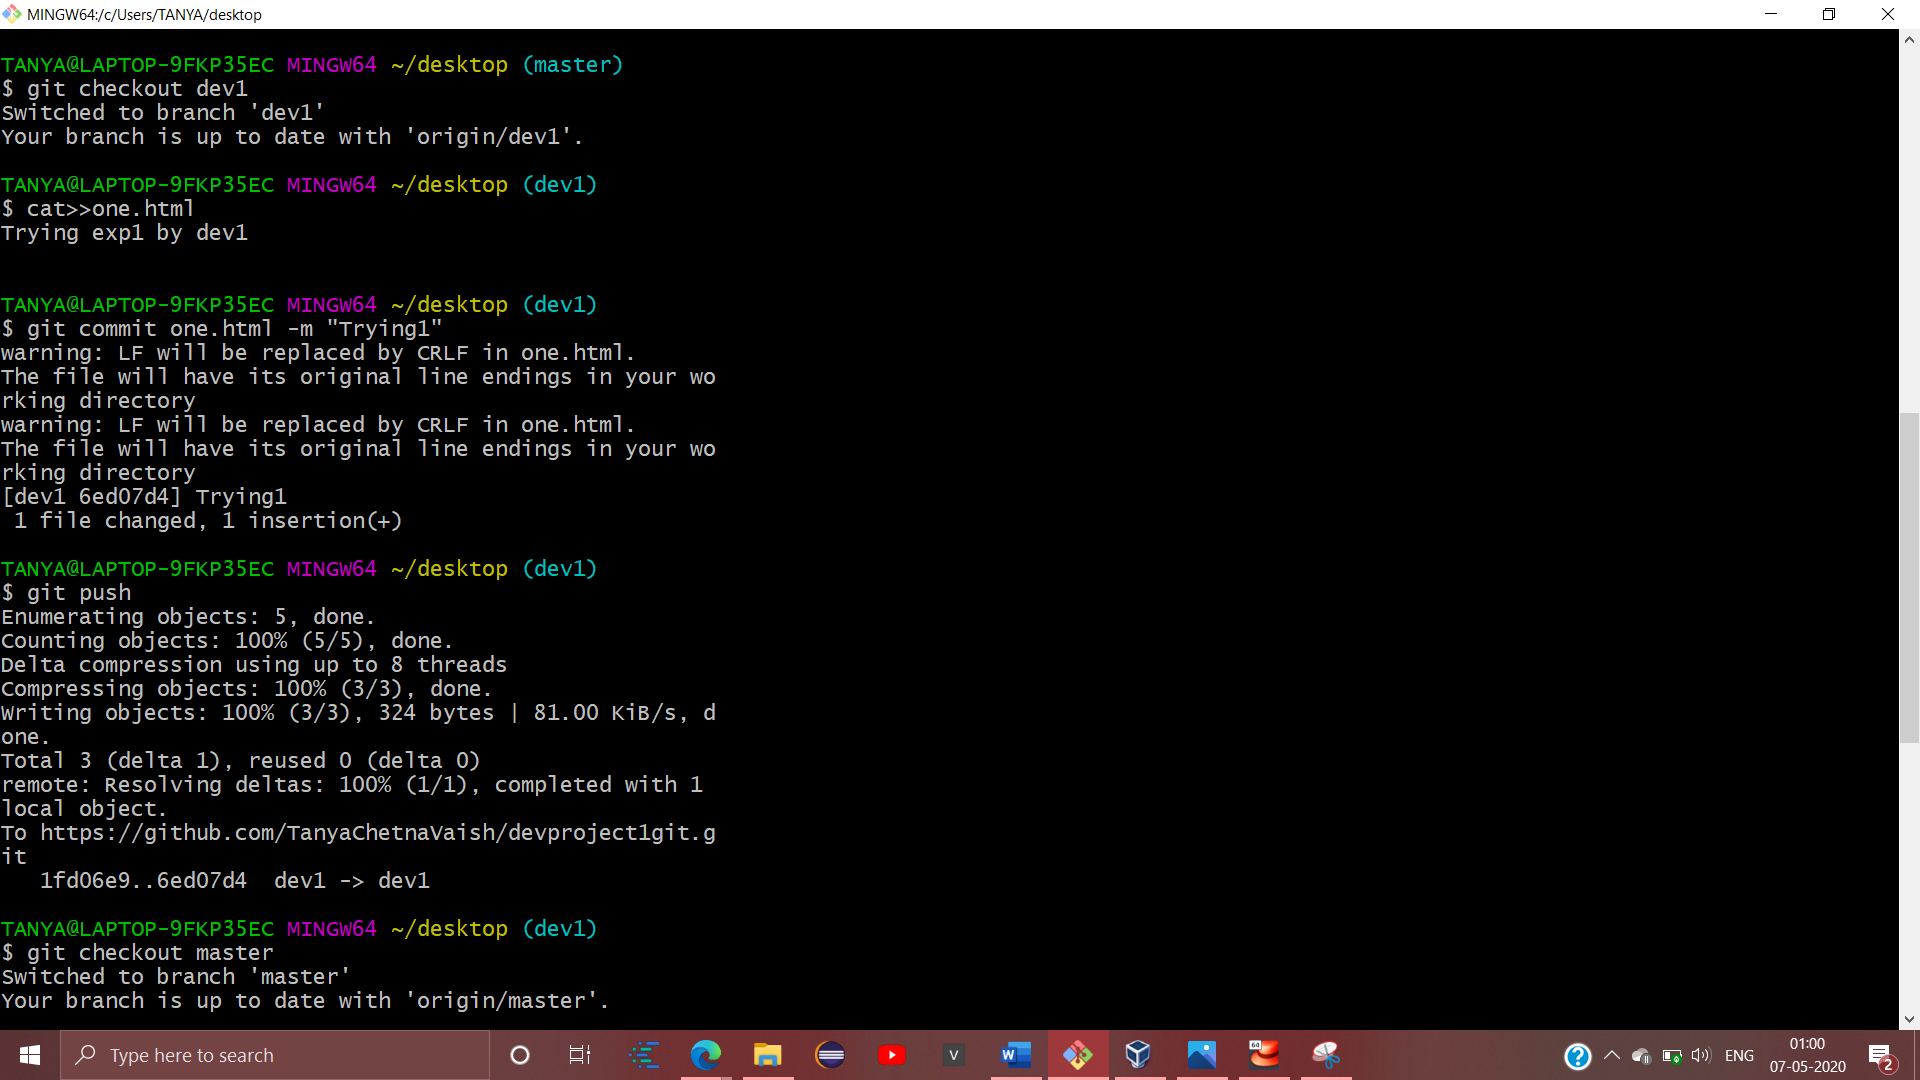 MINGW64:/c/Users/TANYA/desktop
TANYA@LAPTOP-9FKP35EC MINGW64 ~/desktop (master)
$ git checkout dev1
Switched to branch 'dev1'
Your branch is up to date with 'origin/dev1'.
TANYA@LAPTOP-9FKP35EC MINGW64 ~/desktop (dev1)
$ cat>>one.html
Trying exp1 by dev1
TANYA@LAPTOP-9FKP35EC MINGW64 ~/desktop (dev1)
$ git commit one.html -m "Trying1"
warning: LF will be replaced by CRLF in one.html.
The file will have its original line endings in your wo
rking directory
warning: LF will be replaced by CRLF in one.html.
The file will have its original line endings in your wo
rking directory
[dev1 6ed07d4] Trying1
1 file changed, 1 insertion(+)
TANYA@LAPTOP-9FKP35EC MINGW64 ~/desktop (dev1)
$ git push
Enumerating objects: 5, done.
Counting objects: 100% (5/5), done.
Delta compression using up to 8 threads
Compressing objects: 100% (3/3), done.
Writing objects: 100% (3/3), 324 bytes | 81.00 KiB/s, d
one.
Total 3 (delta 1), reused 0 (delta 0)
remote: Resolving deltas: 100% (1/1), completed with 1
local object.
To https://github.com/TanyaChetnaVaish/devproject1git.g
it
1fd06e9..6ed07d4  dev1 -> dev1
TANYA@LAPTOP-9FKP35EC MINGW64 ~/desktop (dev1)
$ git checkout master
Switched to branch 'master'
Your branch is up to date with 'origin/master'.
Type here to search
V
W
64
ENG
01:00
07-05-2020
2